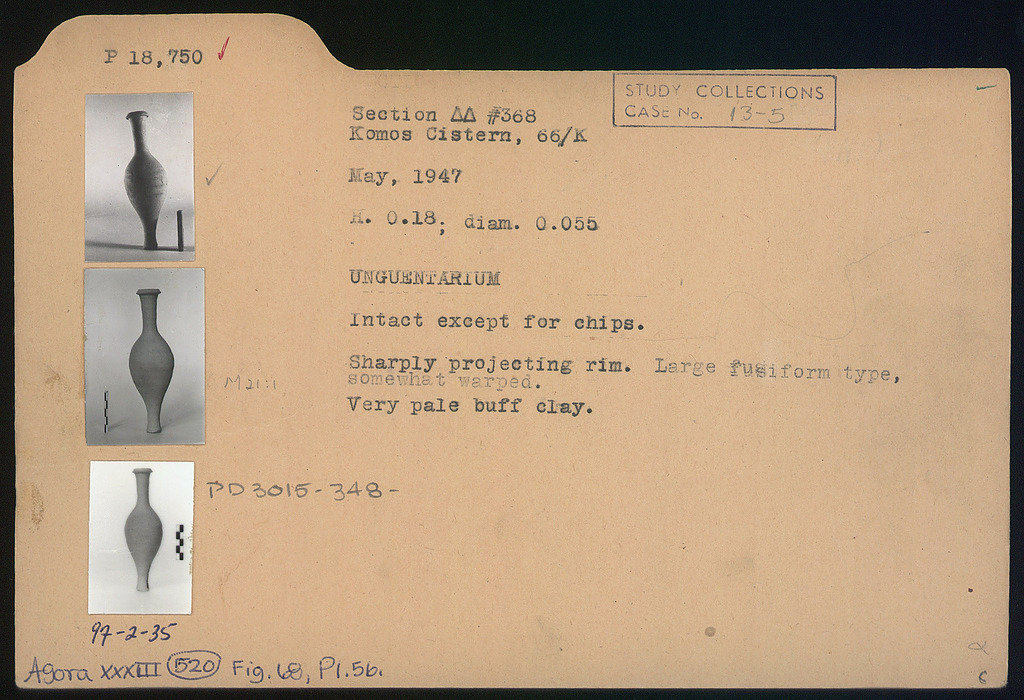 P 18,750 ✓
STUDY COLLECTIONS
CASE No. 13-5
Section ΔΔ #368
Komos Cistern, 66/K
May, 1947
H. 0.18; diam. 0.055
UNGUENTARIUM
Intact except for chips.
Sharply projecting rim. Large fusiform type,
somewhat warped.
Very pale buff clay.
M 21:1
PD 3015-348-
97-2-35
Agora XXXIII 520 Fig. 68, Pl. 56.